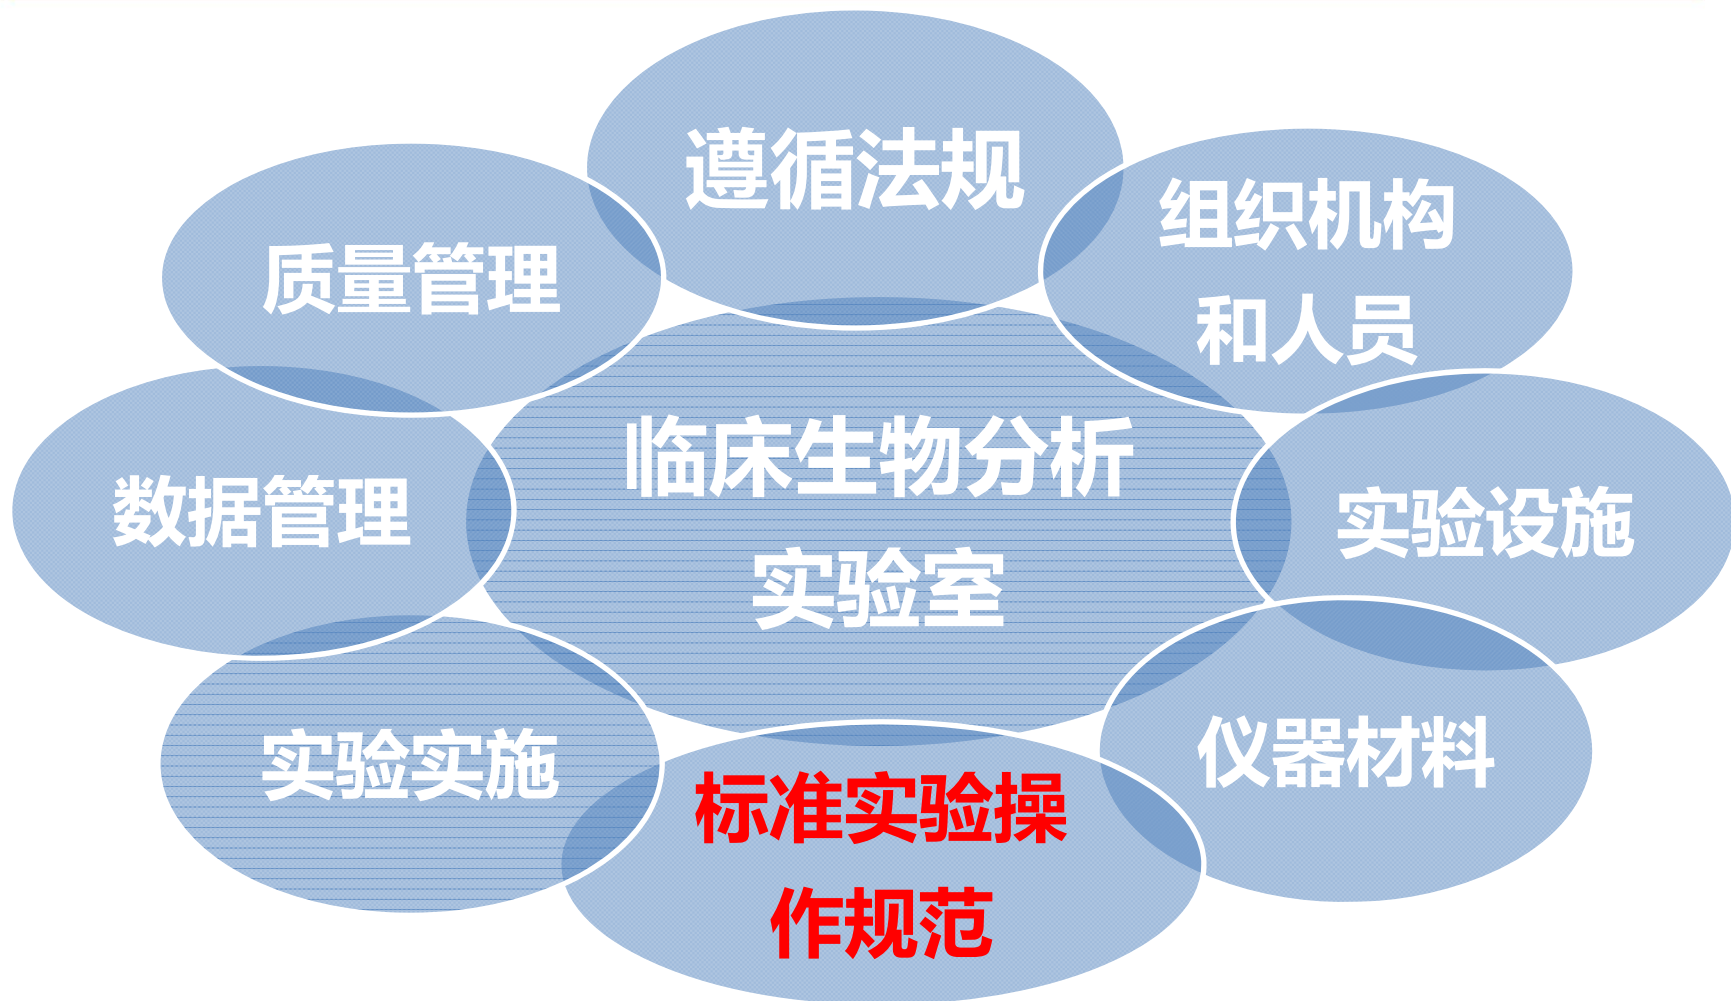 遵循法规
组织机构
和人员
质量管理
临床生物分析
实验室
数据管理
实验设施
仪器材料
实验实施
标准实验操
作规范